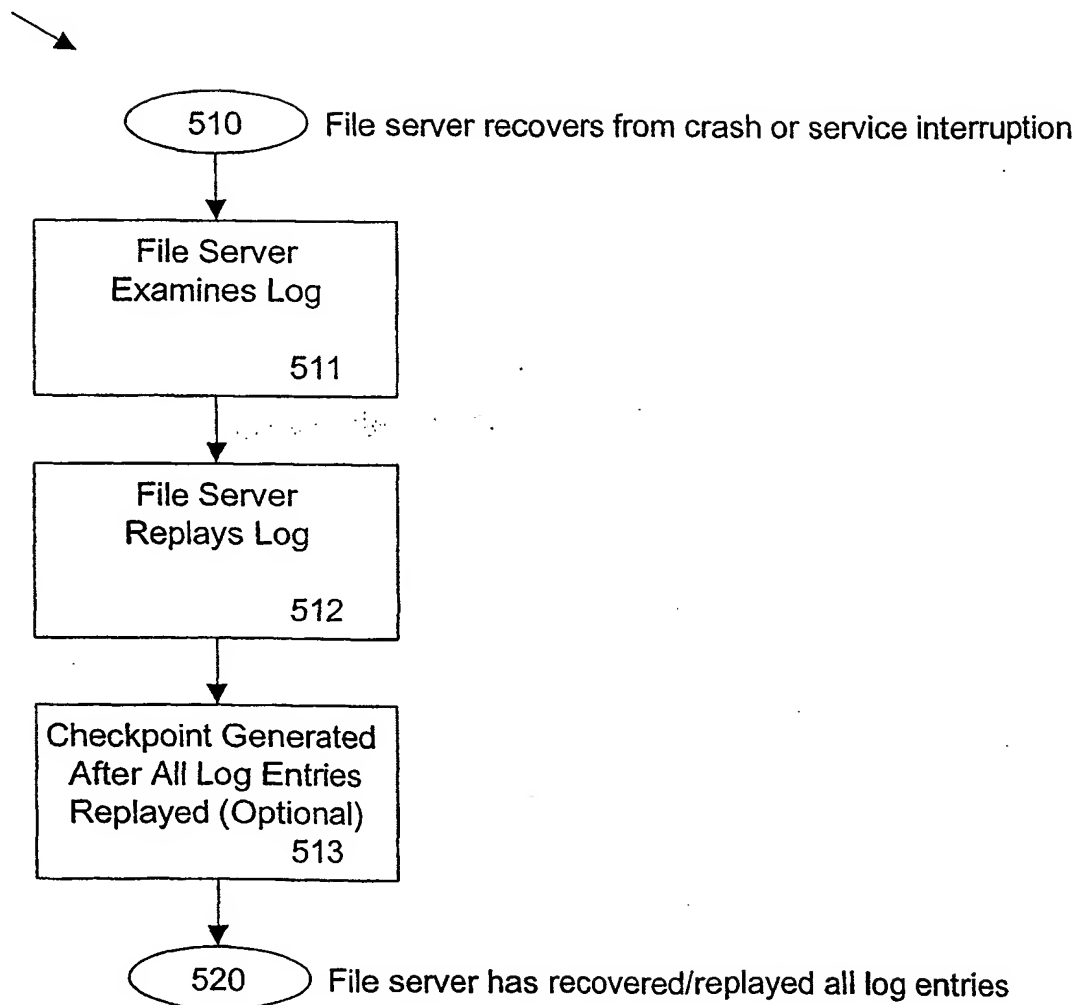 510 File server recovers from crash or service interruption
File Server
Examines Log
511
File Server
Replays Log
512
Checkpoint Generated
After All Log Entries
Replayed (Optional)
513
520 File server has recovered/replayed all log entries